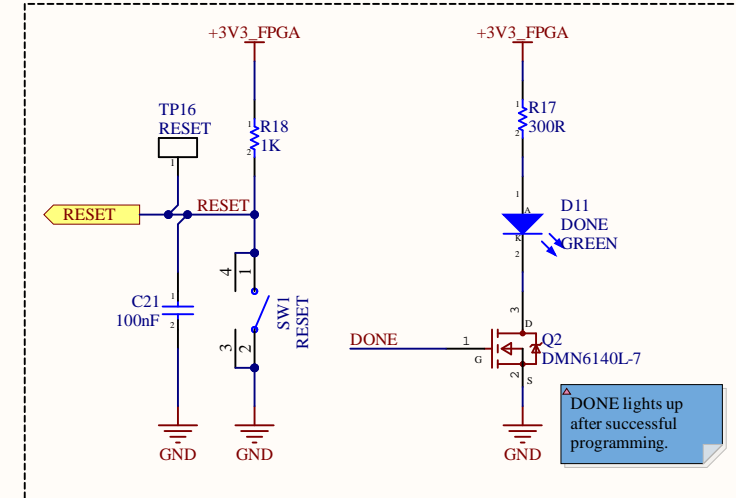 +3V3_FPGA
+3V3_FPGA
TP16
RESET
1
1
R18
1K
2
1
R17
300R
2
RESET
RESET
1
A
D11
DONE
GREEN
K
2
4
1
SW1
RESET
3
2
C21
100nF
1
2
3
D
DONE
1
G
Q2
DMN6140L-7
2
S
GND
GND
GND
DONE lights up
after successful
programming.